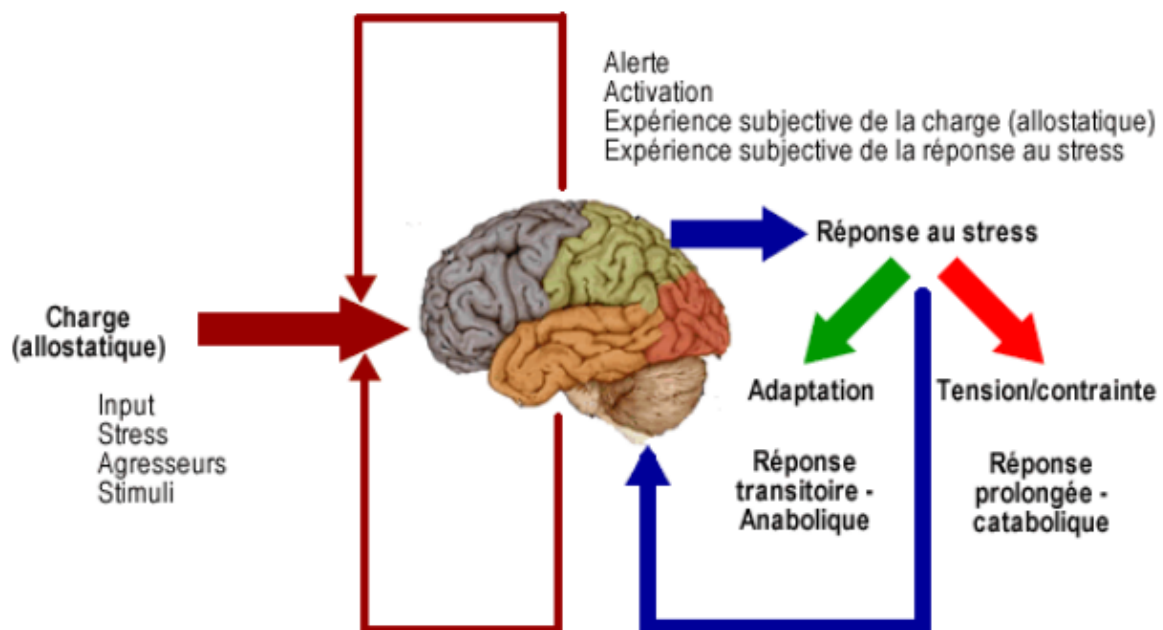 Alerte
Activation
Expérience subjective de la charge (allostatique)
Expérience subjective de la réponse au stress
Réponse au stress
Charge
(allostatique)
Input
Stress
Agresseurs
Stimuli
Adaptation
Tension/contrainte
Réponse
transitoire -
Anabolique
Réponse
prolongée -
catabolique